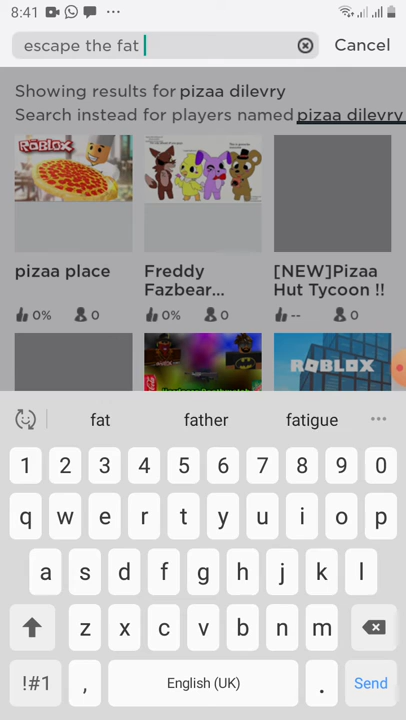 8:41
escape the fat
Cancel
Showing results for pizaa dilevry
Search instead for players named pizaa dilevry
ROBLOX
ROBLOX
pizaa place
Freddy Fazbear...
[NEW]Pizaa Hut Tycoon !!
0% 0
0% 0
-- 0
fat father fatigue
1 2 3 4 5 6 7 8 9 0
q w e r t y u i o p
a s d f g h j k l
z x c v b n m
!#1 , English (UK) . Send